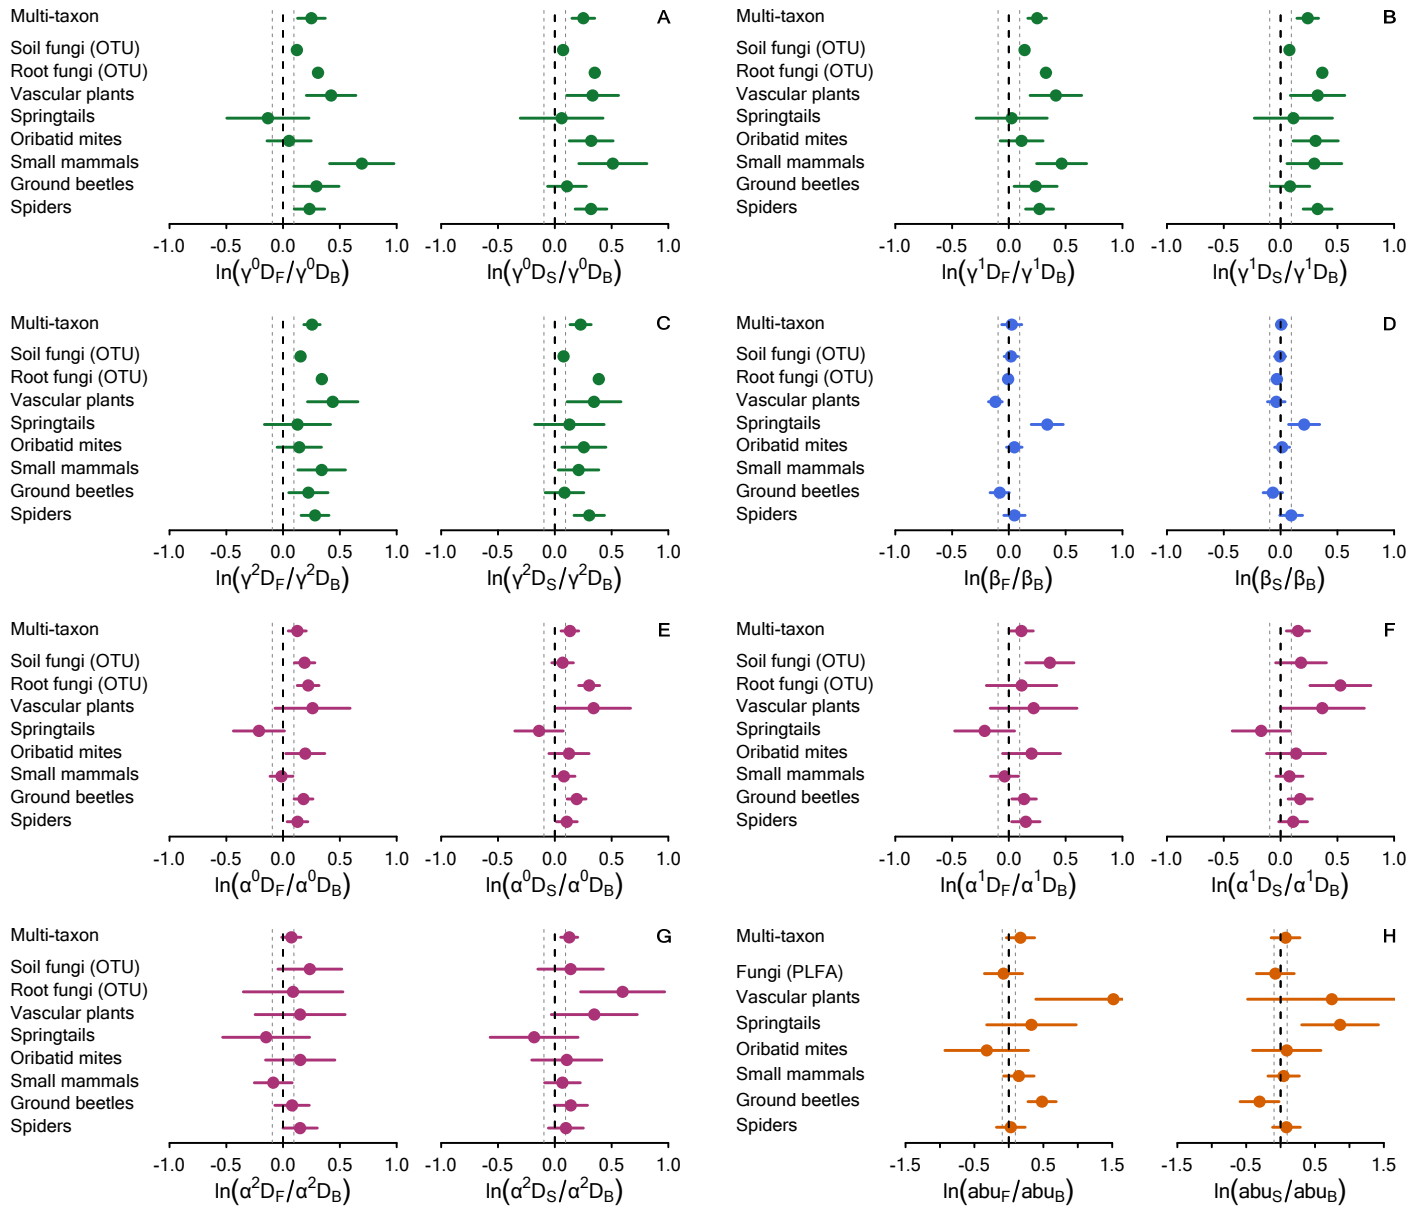 Multi-taxon
Soil fungi (OTU)
Root fungi (OTU)
Vascular plants
Springtails
Oribatid mites
Small mammals
Ground beetles
Spiders
A
-1.0 -0.5 0.0 0.5 1.0 -1.0 -0.5 0.0 0.5 1.0
ln(γ⁰D_F/γ⁰D_B) ln(γ⁰D_S/γ⁰D_B)
Multi-taxon
Soil fungi (OTU)
Root fungi (OTU)
Vascular plants
Springtails
Oribatid mites
Small mammals
Ground beetles
Spiders
B
-1.0 -0.5 0.0 0.5 1.0 -1.0 -0.5 0.0 0.5 1.0
ln(γ¹D_F/γ¹D_B) ln(γ¹D_S/γ¹D_B)
Multi-taxon
Soil fungi (OTU)
Root fungi (OTU)
Vascular plants
Springtails
Oribatid mites
Small mammals
Ground beetles
Spiders
C
-1.0 -0.5 0.0 0.5 1.0 -1.0 -0.5 0.0 0.5 1.0
ln(γ²D_F/γ²D_B) ln(γ²D_S/γ²D_B)
Multi-taxon
Soil fungi (OTU)
Root fungi (OTU)
Vascular plants
Springtails
Oribatid mites
Small mammals
Ground beetles
Spiders
D
-1.0 -0.5 0.0 0.5 1.0 -1.0 -0.5 0.0 0.5 1.0
ln(β_F/β_B) ln(β_S/β_B)
Multi-taxon
Soil fungi (OTU)
Root fungi (OTU)
Vascular plants
Springtails
Oribatid mites
Small mammals
Ground beetles
Spiders
E
-1.0 -0.5 0.0 0.5 1.0 -1.0 -0.5 0.0 0.5 1.0
ln(α⁰D_F/α⁰D_B) ln(α⁰D_S/α⁰D_B)
Multi-taxon
Soil fungi (OTU)
Root fungi (OTU)
Vascular plants
Springtails
Oribatid mites
Small mammals
Ground beetles
Spiders
F
-1.0 -0.5 0.0 0.5 1.0 -1.0 -0.5 0.0 0.5 1.0
ln(α¹D_F/α¹D_B) ln(α¹D_S/α¹D_B)
Multi-taxon
Soil fungi (OTU)
Root fungi (OTU)
Vascular plants
Springtails
Oribatid mites
Small mammals
Ground beetles
Spiders
G
-1.0 -0.5 0.0 0.5 1.0 -1.0 -0.5 0.0 0.5 1.0
ln(α²D_F/α²D_B) ln(α²D_S/α²D_B)
Multi-taxon
Fungi (PLFA)
Vascular plants
Springtails
Oribatid mites
Small mammals
Ground beetles
Spiders
H
-1.5 -0.5 0.5 1.5 -1.5 -0.5 0.5 1.5
ln(abu_F/abu_B) ln(abu_S/abu_B)